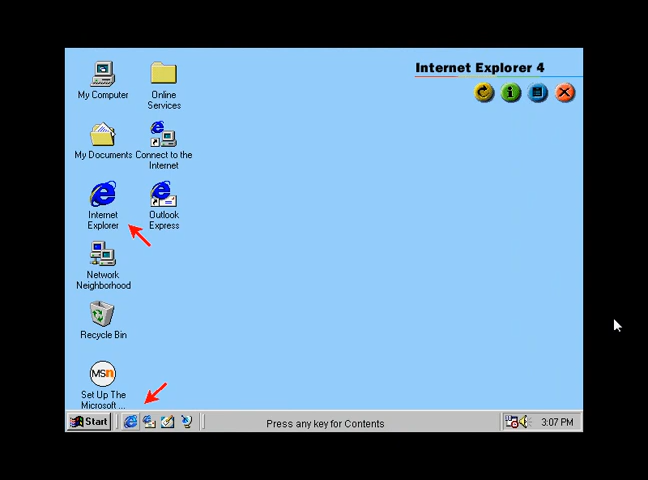 Internet Explorer 4
My Computer
Online
Services
My Documents
Connect to the
Internet
Internet
Explorer
Outlook
Express
Network
Neighborhood
Recycle Bin
msn
Set Up The
Microsoft ...
Start
Press any key for Contents
3:07 PM